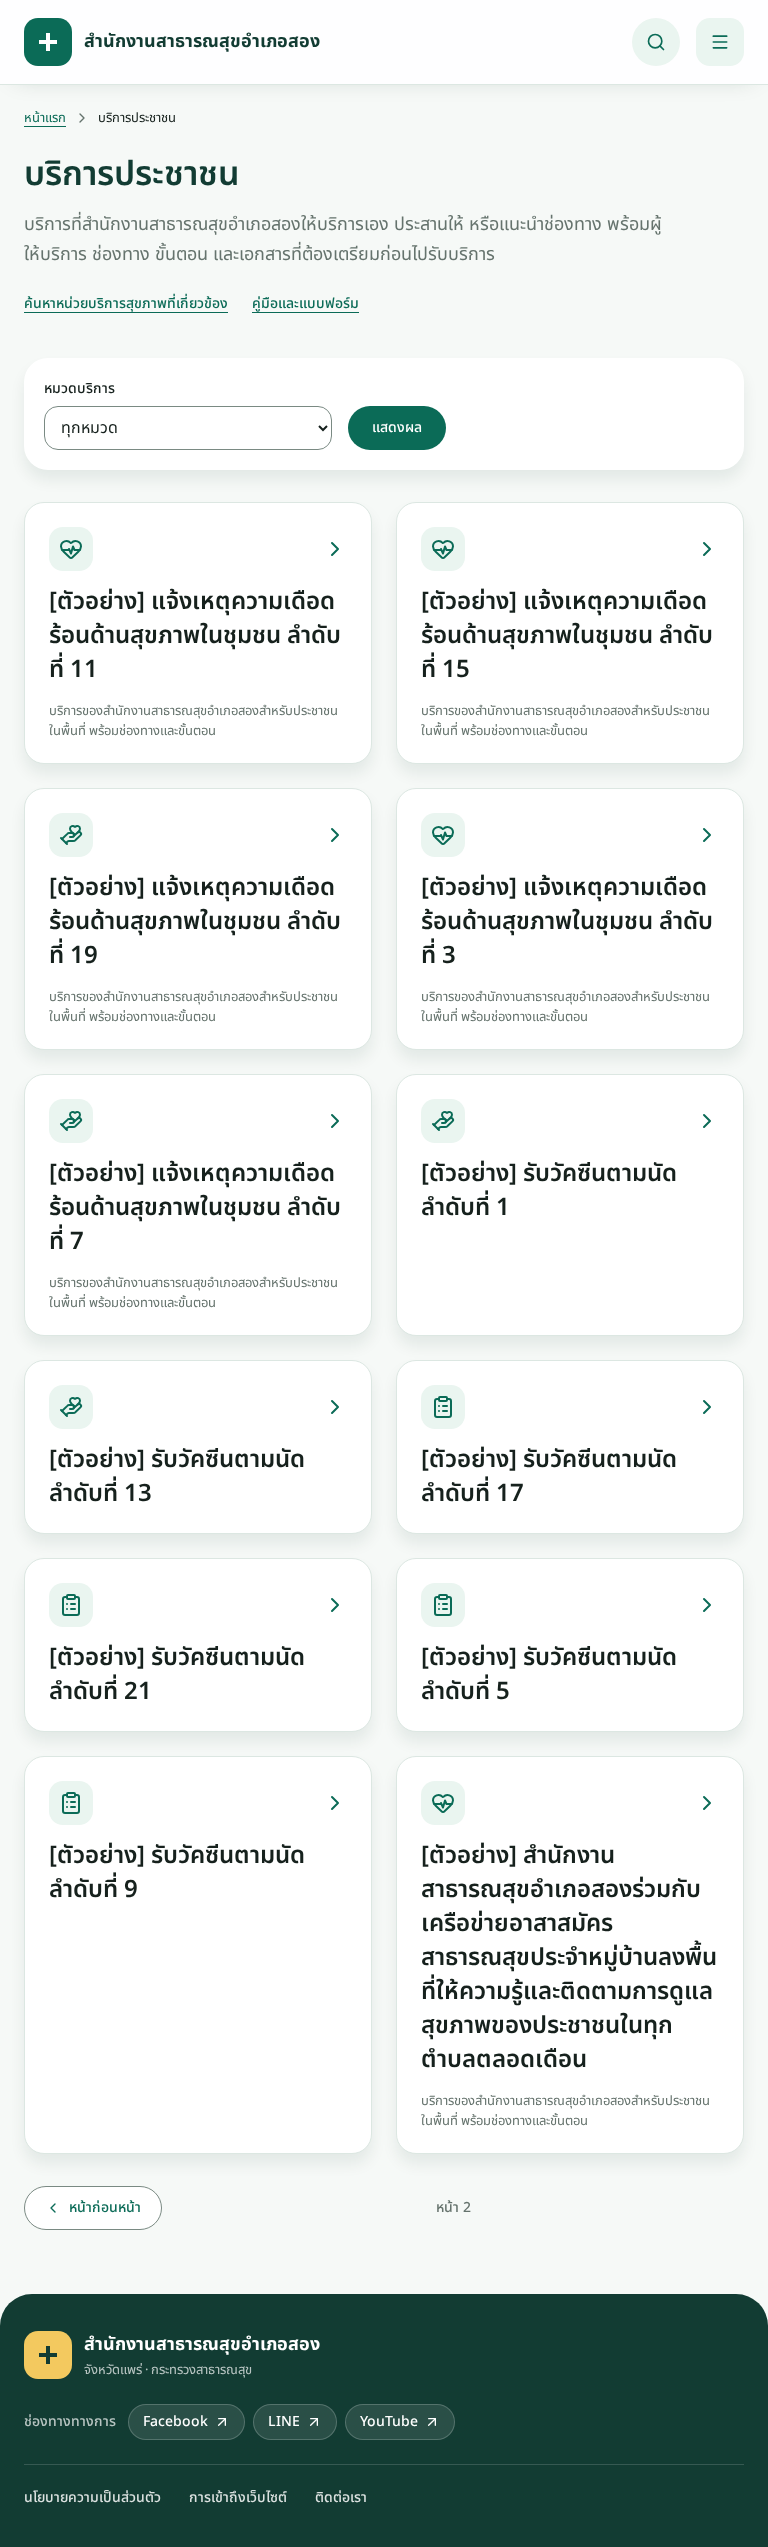 สำนักงานสาธารณสุขอำเภอสอง
หน้าแรก
บริการประชาชน
บริการประชาชน
บริการที่สำนักงานสาธารณสุขอำเภอสองให้บริการเอง ประสานให้ หรือแนะนำช่องทาง พร้อมผู้
ให้บริการ ช่องทาง ขั้นตอน และเอกสารที่ต้องเตรียมก่อนไปรับบริการ
ค้นหาหน่วยบริการสุขภาพที่เกี่ยวข้อง
คู่มือและแบบฟอร์ม
หมวดบริการ
ทุกหมวด
แสดงผล
[ตัวอย่าง] แจ้งเหตุความเดือด
ร้อนด้านสุขภาพในชุมชน ลำดับ
ที่ 11
บริการของสำนักงานสาธารณสุขอำเภอสองสำหรับประชาชน
ในพื้นที่ พร้อมช่องทางและขั้นตอน
[ตัวอย่าง] แจ้งเหตุความเดือด
ร้อนด้านสุขภาพในชุมชน ลำดับ
ที่ 15
บริการของสำนักงานสาธารณสุขอำเภอสองสำหรับประชาชน
ในพื้นที่ พร้อมช่องทางและขั้นตอน
[ตัวอย่าง] แจ้งเหตุความเดือด
ร้อนด้านสุขภาพในชุมชน ลำดับ
ที่ 19
บริการของสำนักงานสาธารณสุขอำเภอสองสำหรับประชาชน
ในพื้นที่ พร้อมช่องทางและขั้นตอน
[ตัวอย่าง] แจ้งเหตุความเดือด
ร้อนด้านสุขภาพในชุมชน ลำดับ
ที่ 3
บริการของสำนักงานสาธารณสุขอำเภอสองสำหรับประชาชน
ในพื้นที่ พร้อมช่องทางและขั้นตอน
[ตัวอย่าง] แจ้งเหตุความเดือด
ร้อนด้านสุขภาพในชุมชน ลำดับ
ที่ 7
บริการของสำนักงานสาธารณสุขอำเภอสองสำหรับประชาชน
ในพื้นที่ พร้อมช่องทางและขั้นตอน
[ตัวอย่าง] รับวัคซีนตามนัด
ลำดับที่ 1
[ตัวอย่าง] รับวัคซีนตามนัด
ลำดับที่ 13
[ตัวอย่าง] รับวัคซีนตามนัด
ลำดับที่ 17
[ตัวอย่าง] รับวัคซีนตามนัด
ลำดับที่ 21
[ตัวอย่าง] รับวัคซีนตามนัด
ลำดับที่ 5
[ตัวอย่าง] รับวัคซีนตามนัด
ลำดับที่ 9
[ตัวอย่าง] สำนักงาน
สาธารณสุขอำเภอสองร่วมกับ
เครือข่ายอาสาสมัคร
สาธารณสุขประจำหมู่บ้านลงพื้น
ที่ให้ความรู้และติดตามการดูแล
สุขภาพของประชาชนในทุก
ตำบลตลอดเดือน
บริการของสำนักงานสาธารณสุขอำเภอสองสำหรับประชาชน
ในพื้นที่ พร้อมช่องทางและขั้นตอน
หน้าก่อนหน้า
หน้า 2
สำนักงานสาธารณสุขอำเภอสอง
จังหวัดแพร่ · กระทรวงสาธารณสุข
ช่องทางทางการ
Facebook
LINE
YouTube
นโยบายความเป็นส่วนตัว
การเข้าถึงเว็บไซต์
ติดต่อเรา